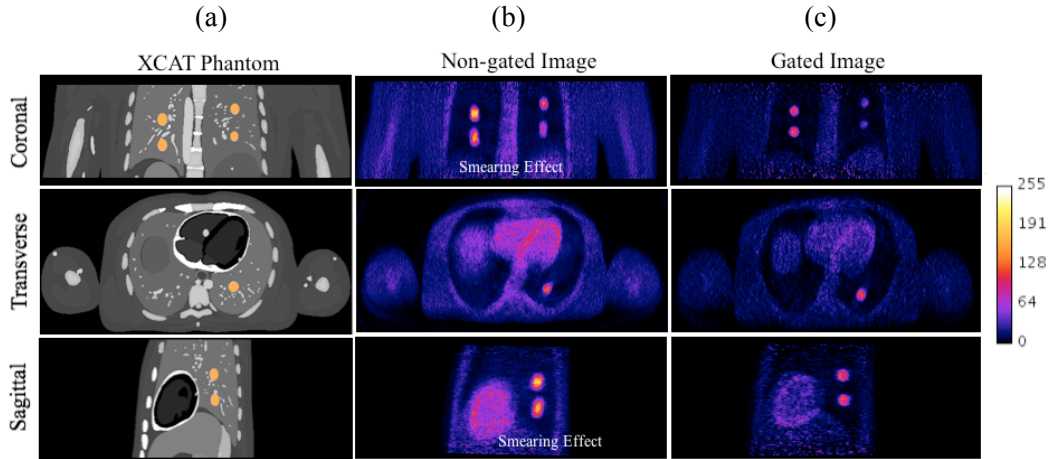 (a)
(b)
(c)
XCAT Phantom
Non-gated Image
Gated Image
Coronal
Smearing Effect
Transverse
255
191
128
64
0
Sagittal
Smearing Effect